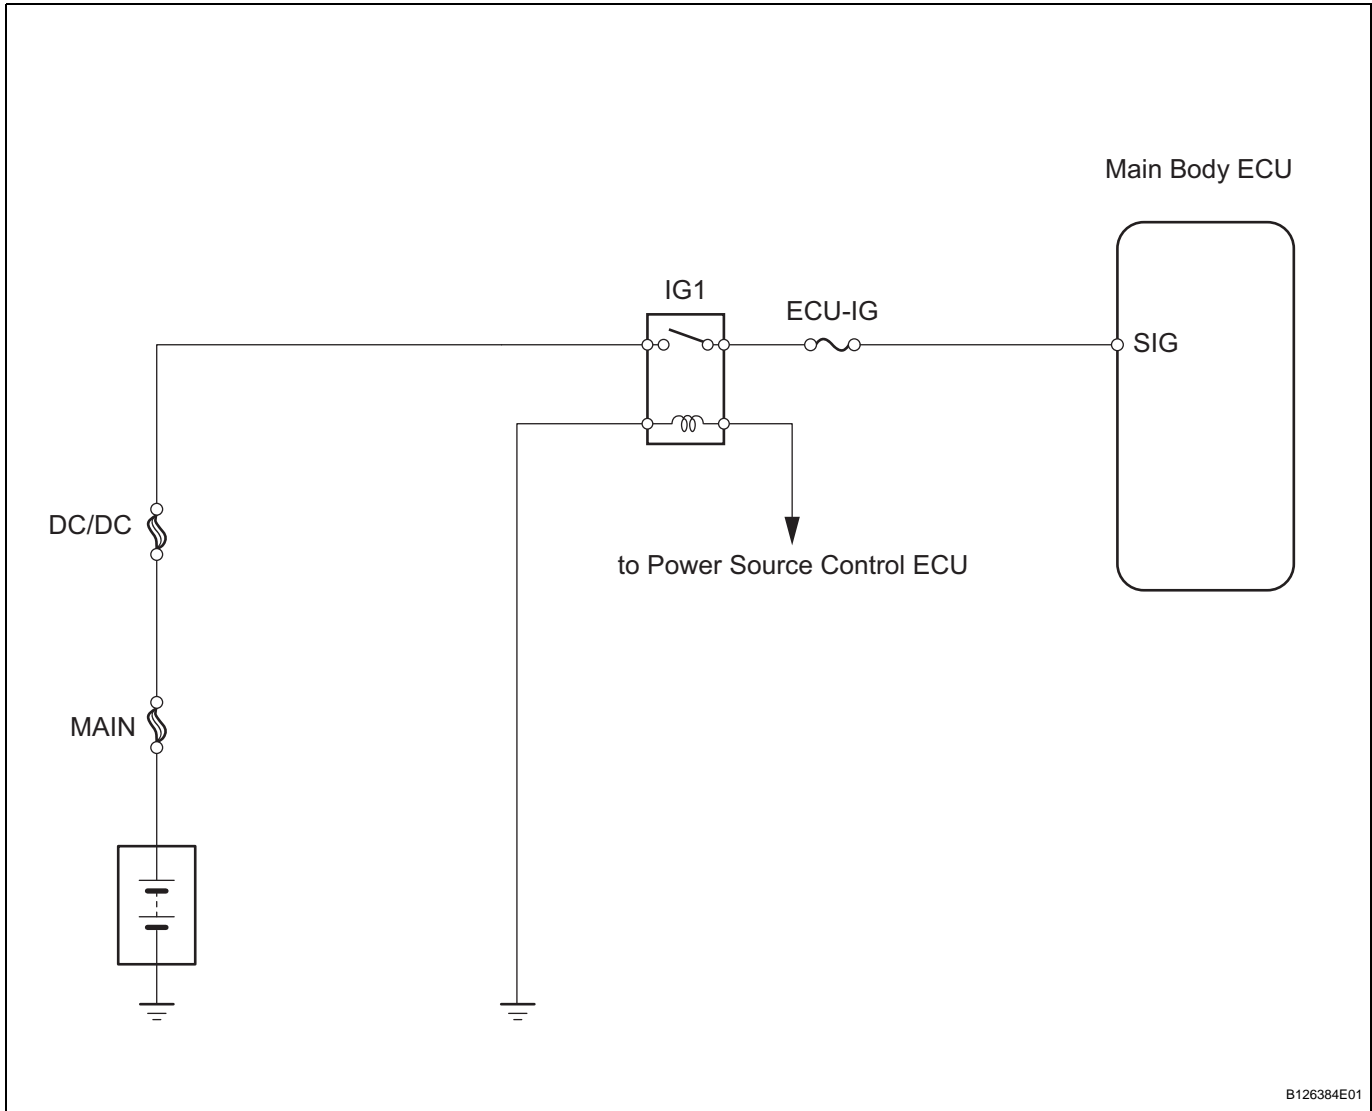 Main Body ECU
IG1
ECU-IG
SIG
DC/DC
to Power Source Control ECU
MAIN
B126384E01